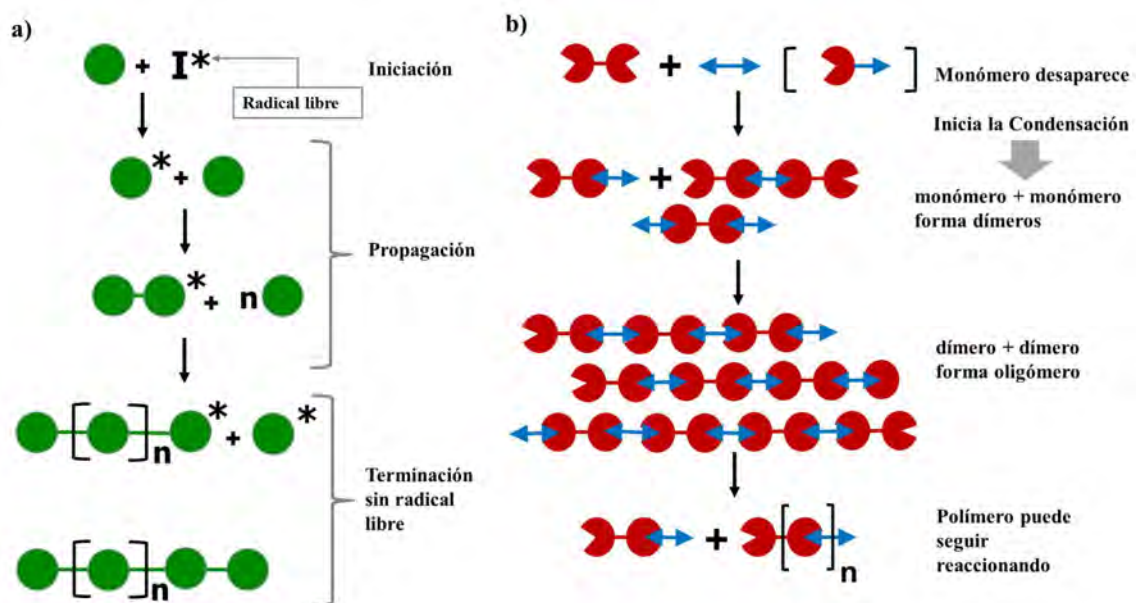 a)
+ I*
Iniciación
Radical libre
* +
Propagación
* + n
[ ]n * + *
Terminación
sin radical
libre
[ ]n
b)
+ [ ]
Monómero desaparece
Inicia la Condensación
+
monómero + monómero
forma dímeros
dímero + dímero
forma oligómero
+ [ ]n
Polímero puede
seguir
reaccionando